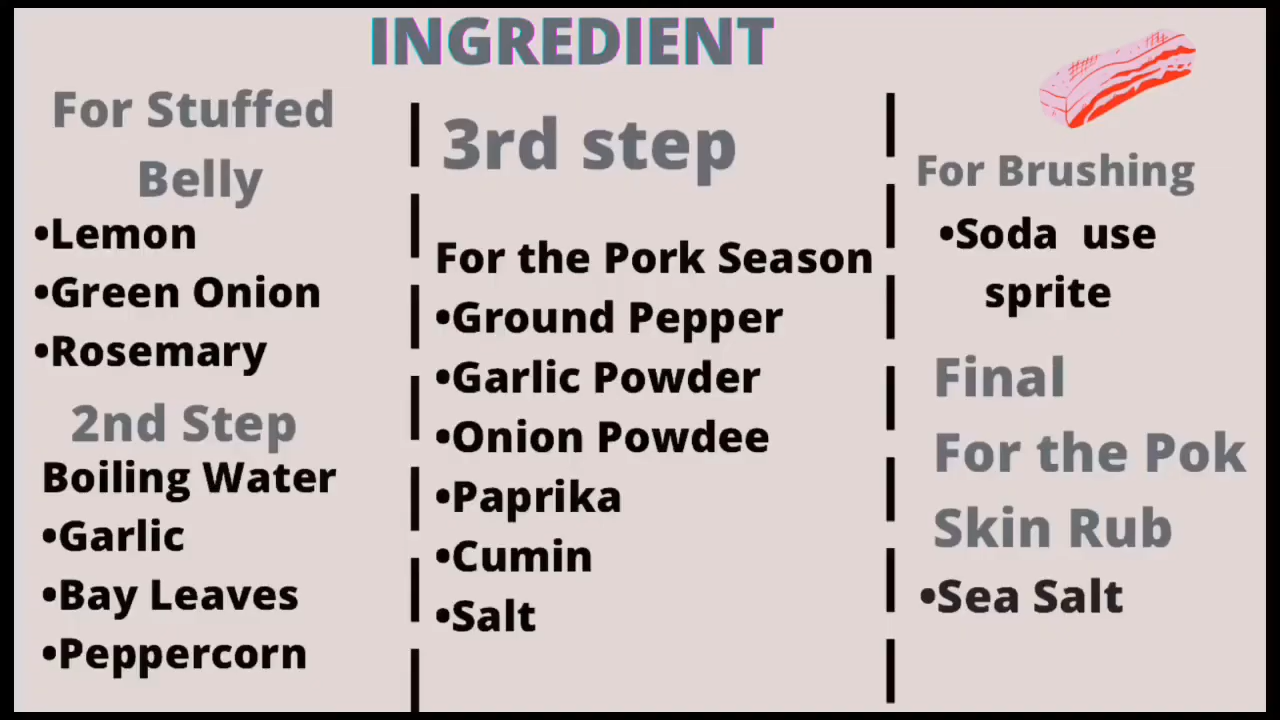 INGREDIENT
For Stuffed
Belly
•Lemon
•Green Onion
•Rosemary
2nd Step
Boiling Water
•Garlic
•Bay Leaves
•Peppercorn
3rd step
For the Pork Season
•Ground Pepper
•Garlic Powder
•Onion Powdee
•Paprika
•Cumin
•Salt
For Brushing
•Soda use
sprite
Final
For the Pok
Skin Rub
•Sea Salt